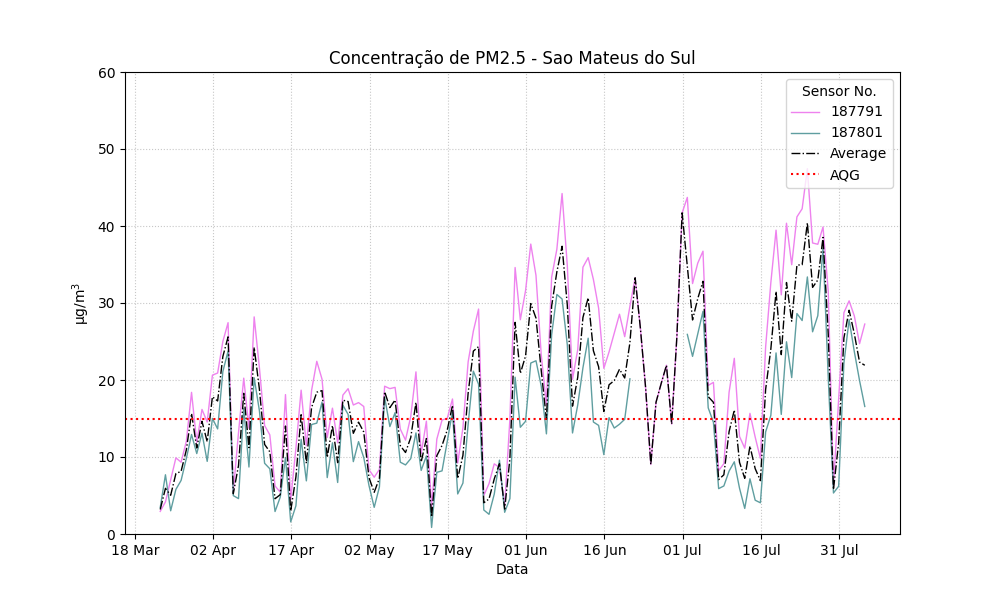 Concentração de PM2.5 - Sao Mateus do Sul
Sensor No.
187791
187801
Average
AQG
60
50
40
30
20
10
0
µg/m³
18 Mar
02 Apr
17 Apr
02 May
17 May
01 Jun
16 Jun
01 Jul
16 Jul
31 Jul
Data